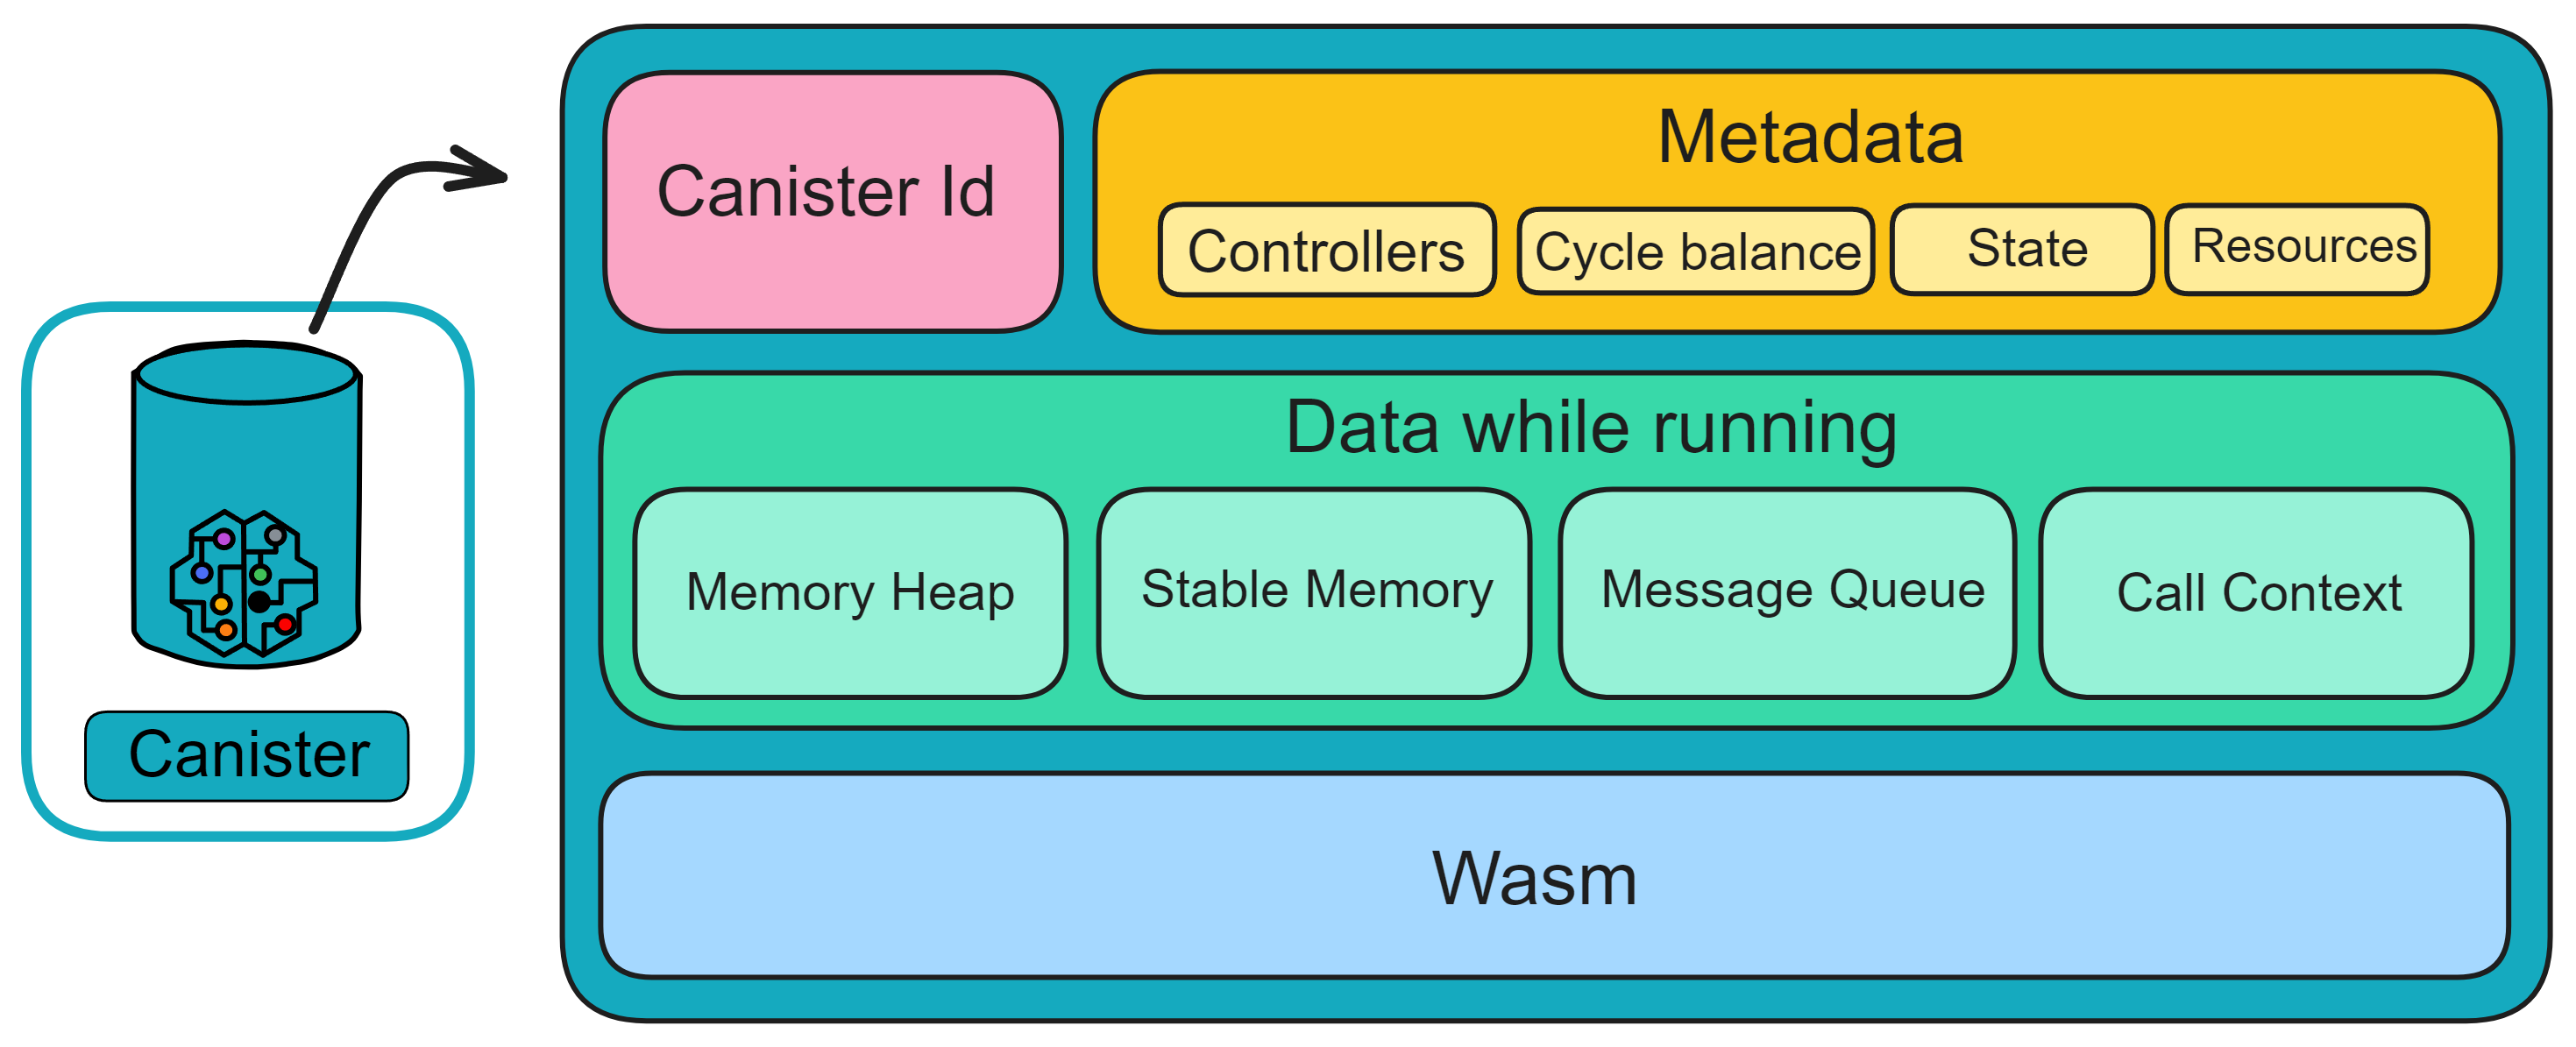 Canister
Canister Id
Metadata
Controllers
Cycle balance
State
Resources
Data while running
Memory Heap
Stable Memory
Message Queue
Call Context
Wasm